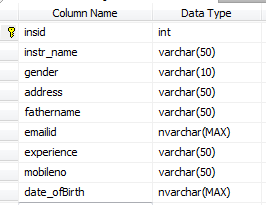 Column Name Data Type
insid int
instr_name varchar(50)
gender varchar(10)
address varchar(50)
fathername varchar(50)
emailid nvarchar(MAX)
experience varchar(50)
mobileno varchar(50)
date_ofBirth nvarchar(MAX)